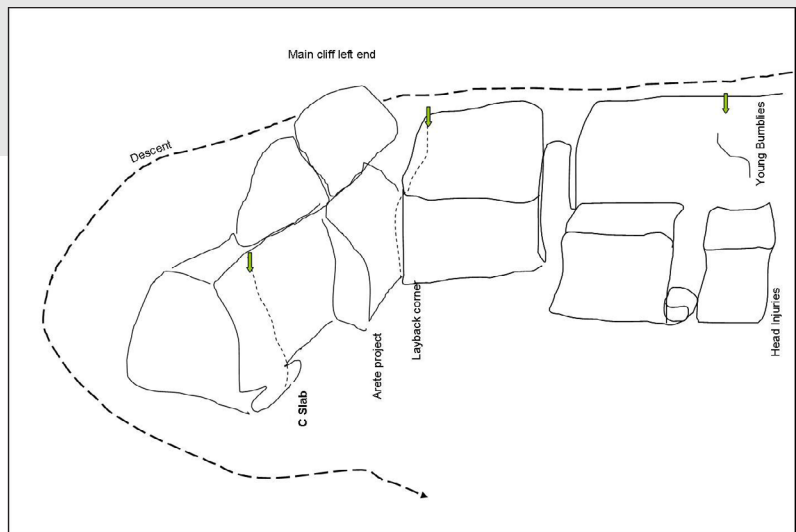 Main cliff left end
Descent
Young Bumblies
C Slab
Arete project
Layback corner
Head Injuries